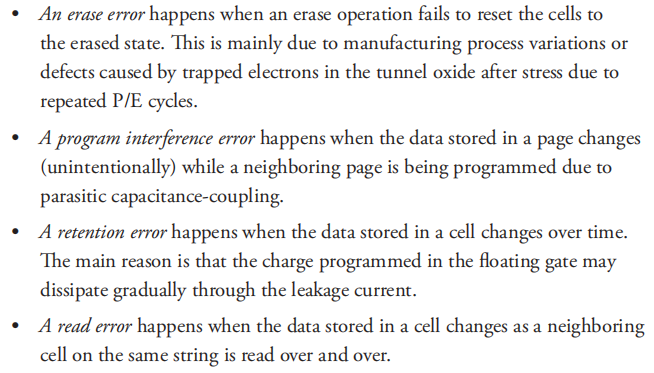 • An erase error happens when an erase operation fails to reset the cells to
the erased state. This is mainly due to manufacturing process variations or
defects caused by trapped electrons in the tunnel oxide after stress due to
repeated P/E cycles.
• A program interference error happens when the data stored in a page changes
(unintentionally) while a neighboring page is being programmed due to
parasitic capacitance-coupling.
• A retention error happens when the data stored in a cell changes over time.
The main reason is that the charge programmed in the floating gate may
dissipate gradually through the leakage current.
• A read error happens when the data stored in a cell changes as a neighboring
cell on the same string is read over and over.